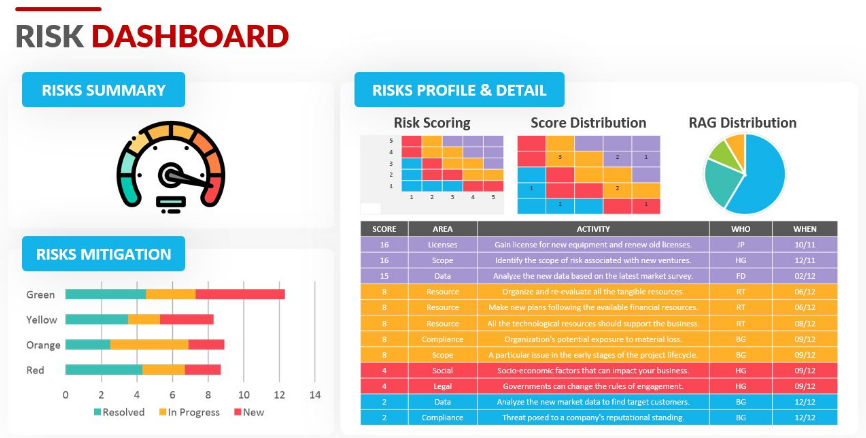 RISK DASHBOARD
RISKS SUMMARY
RISKS MITIGATION
Green
Yellow
Orange
Red
0 2 4 6 8 10 12 14
Resolved In Progress New
RISKS PROFILE & DETAIL
Risk Scoring Score Distribution RAG Distribution
5
4
3
2
1
1 2 3 4 5
3 2 1
1 2
1 1
SCORE AREA ACTIVITY WHO WHEN
16 Licenses Gain license for new equipment and renew old licenses. JP 10/11
16 Scope Identify the scope of risk associated with new ventures. HG 12/11
15 Data Analyze the new data based on the latest market survey. FD 02/12
8 Resource Organize and re-evaluate all the tangible resources RT 06/12
8 Resource Make new plans following the available financial resources. RT 06/12
8 Resource All the technological resources should support the business. RT 08/12
8 Compliance Organization's potential exposure to material loss. BG 09/12
8 Scope A particular issue in the early stages of the project lifecycle. BG 09/12
4 Social Socio-economic factors that can impact your business. HG 09/12
4 Legal Governments can change the rules of engagement. HG 09/12
2 Data Analyze the new market data to find target customers. BG 12/12
2 Compliance Threat posed to a company's reputational standing. BG 12/12